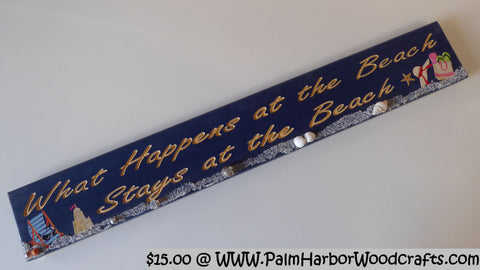 What Happens at the Beach
Stays at the Beach
$15.00 @ WWW.PalmHarborWoodcrafts.com